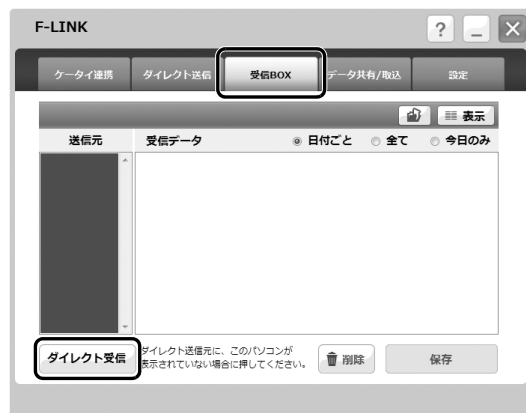 F-LINK
? _ X
ケータイ連携 ダイレクト送信 受信BOX データ共有/取込 設定
表示
送信元 受信データ 日付ごと 全て 今日のみ
ダイレクト受信
ダイレクト送信元に、このパソコンが
表示されていない場合に押してください。
削除 保存